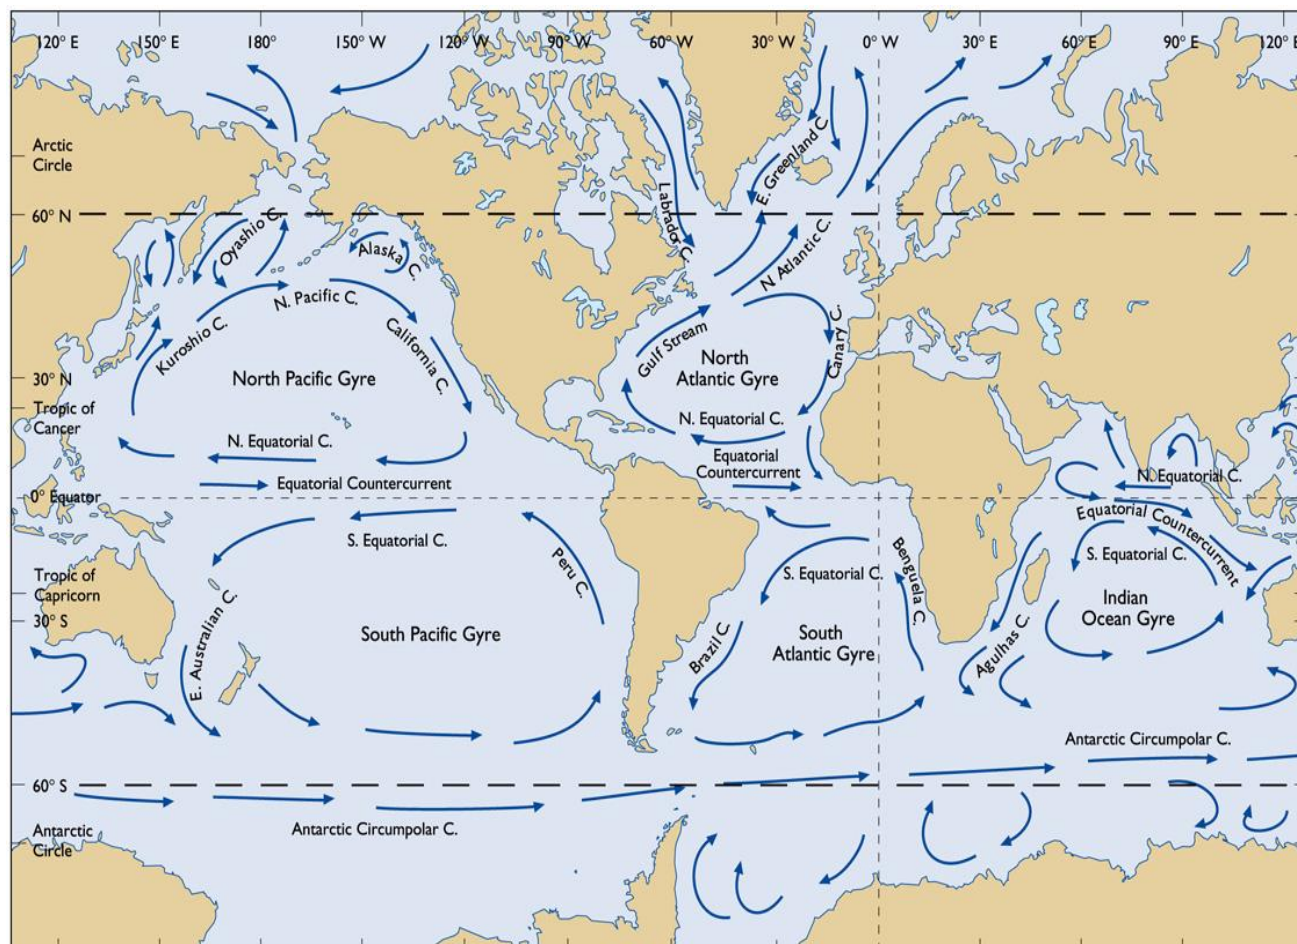 120° E
150° E
180°
150° W
120° W
90° W
60° W
30° W
0° W
30° E
60° E
90° E
120° E
Arctic
Circle
60° N
30° N
Tropic of
Cancer
0° Equator
Tropic of
Capricorn
30° S
60° S
Antarctic
Circle
Oyashio C.
Alaska C.
N. Pacific C.
Kuroshio C.
California C.
North Pacific Gyre
N. Equatorial C.
Equatorial Countercurrent
S. Equatorial C.
Peru C.
E. Australian C.
South Pacific Gyre
Antarctic Circumpolar C.
Labrador C.
E. Greenland C.
N Atlantic C.
Gulf Stream
North
Atlantic Gyre
Canary C.
N. Equatorial C.
Equatorial
Countercurrent
S. Equatorial C.
Benguela C.
Brazil C.
South
Atlantic Gyre
Agulhas C.
N. Equatorial C.
Equatorial Countercurrent
S. Equatorial C.
Indian
Ocean Gyre
Antarctic Circumpolar C.